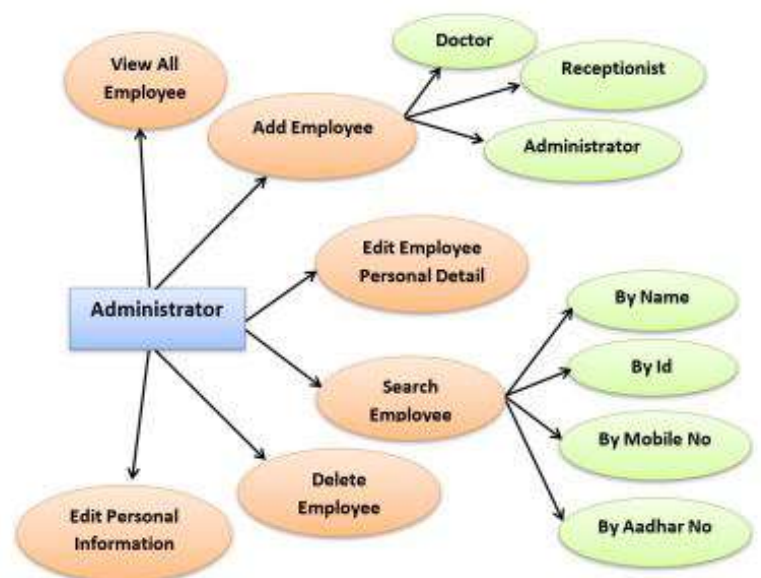 Doctor
View All
Employee
Receptionist
Add Employee
Administrator
Edit Employee
Personal Detail
Administrator
By Name
By Id
Search
Employee
By Mobile No
Delete
Employee
By Aadhar No
Edit Personal
Information